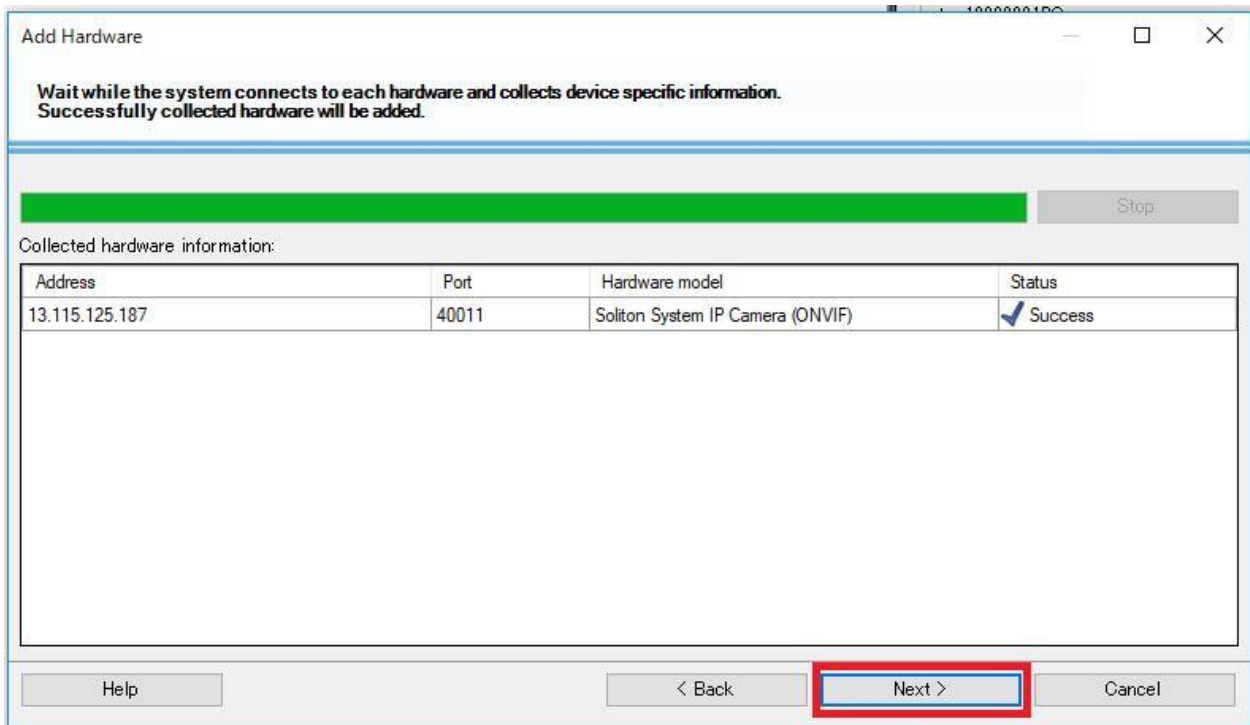 Add Hardware
Wait while the system connects to each hardware and collects device specific information.
Successfully collected hardware will be added.
Stop
Collected hardware information:
Address Port Hardware model Status
13.115.125.187 40011 Soliton System IP Camera (ONVIF) Success
Help < Back Next > Cancel